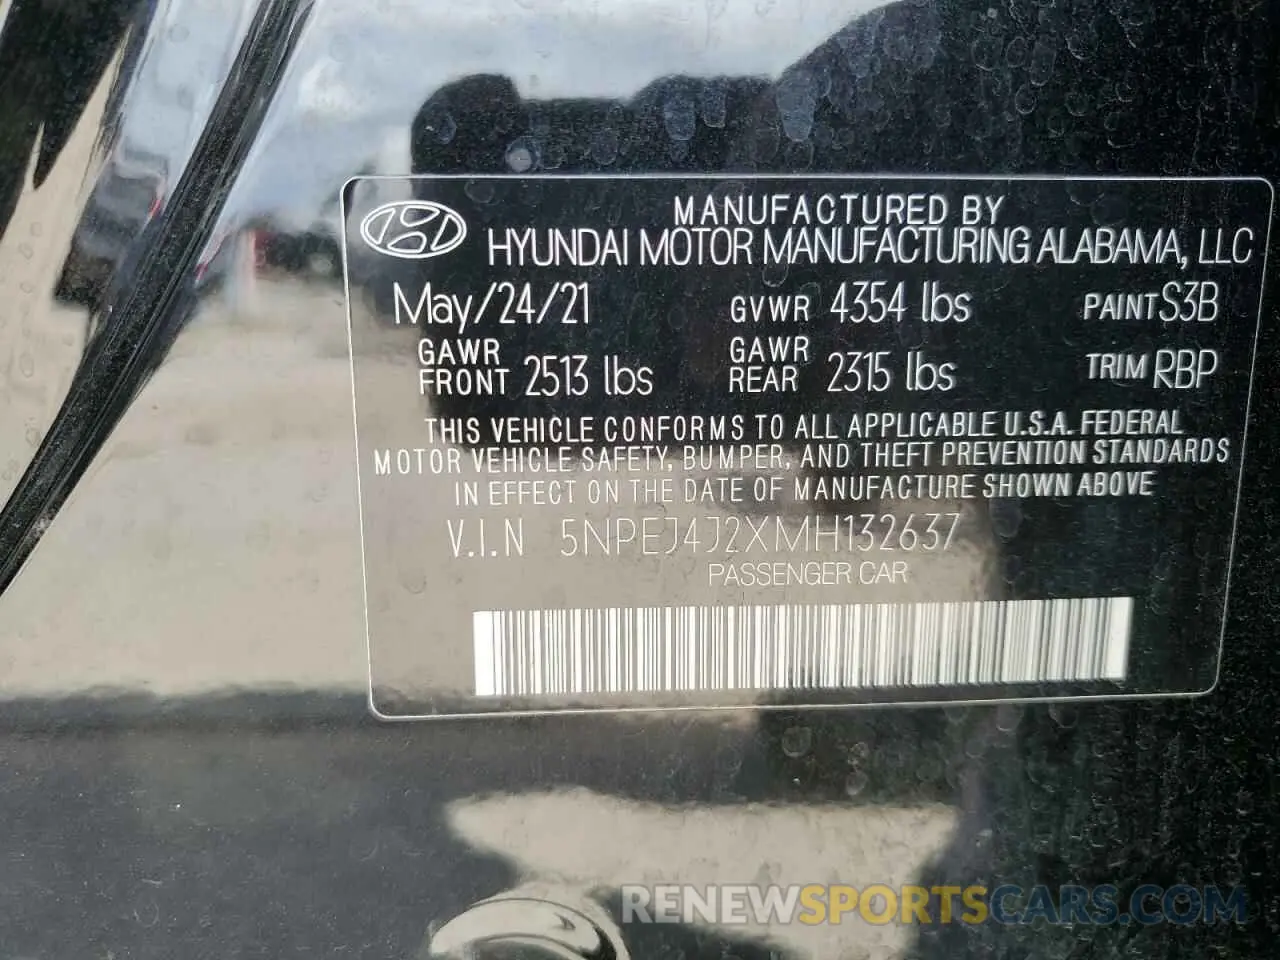 MANUFACTURED BY
HYUNDAI MOTOR MANUFACTURING ALABAMA, LLC
May/24/21 GVWR 4354 lbs PAINT S3B
GAWR FRONT 2513 lbs GAWR REAR 2315 lbs TRIM RBP
THIS VEHICLE CONFORMS TO ALL APPLICABLE U.S.A. FEDERAL
MOTOR VEHICLE SAFETY, BUMPER, AND THEFT PREVENTION STANDARDS
IN EFFECT ON THE DATE OF MANUFACTURE SHOWN ABOVE
V.I.N 5NPEJ4J2XMH132637
PASSENGER CAR
RENEWSPORTSCARS.COM